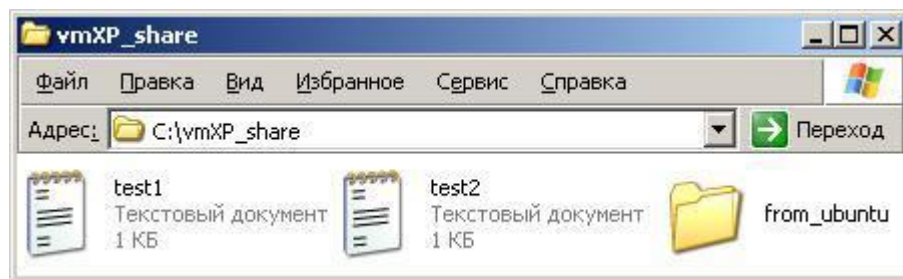 vmXP_share
Файл Правка Вид Избранное Сервис Справка
Адрес: C:\vmXP_share Переход
test1 test2 from_ubuntu
Текстовый документ Текстовый документ
1 КБ 1 КБ